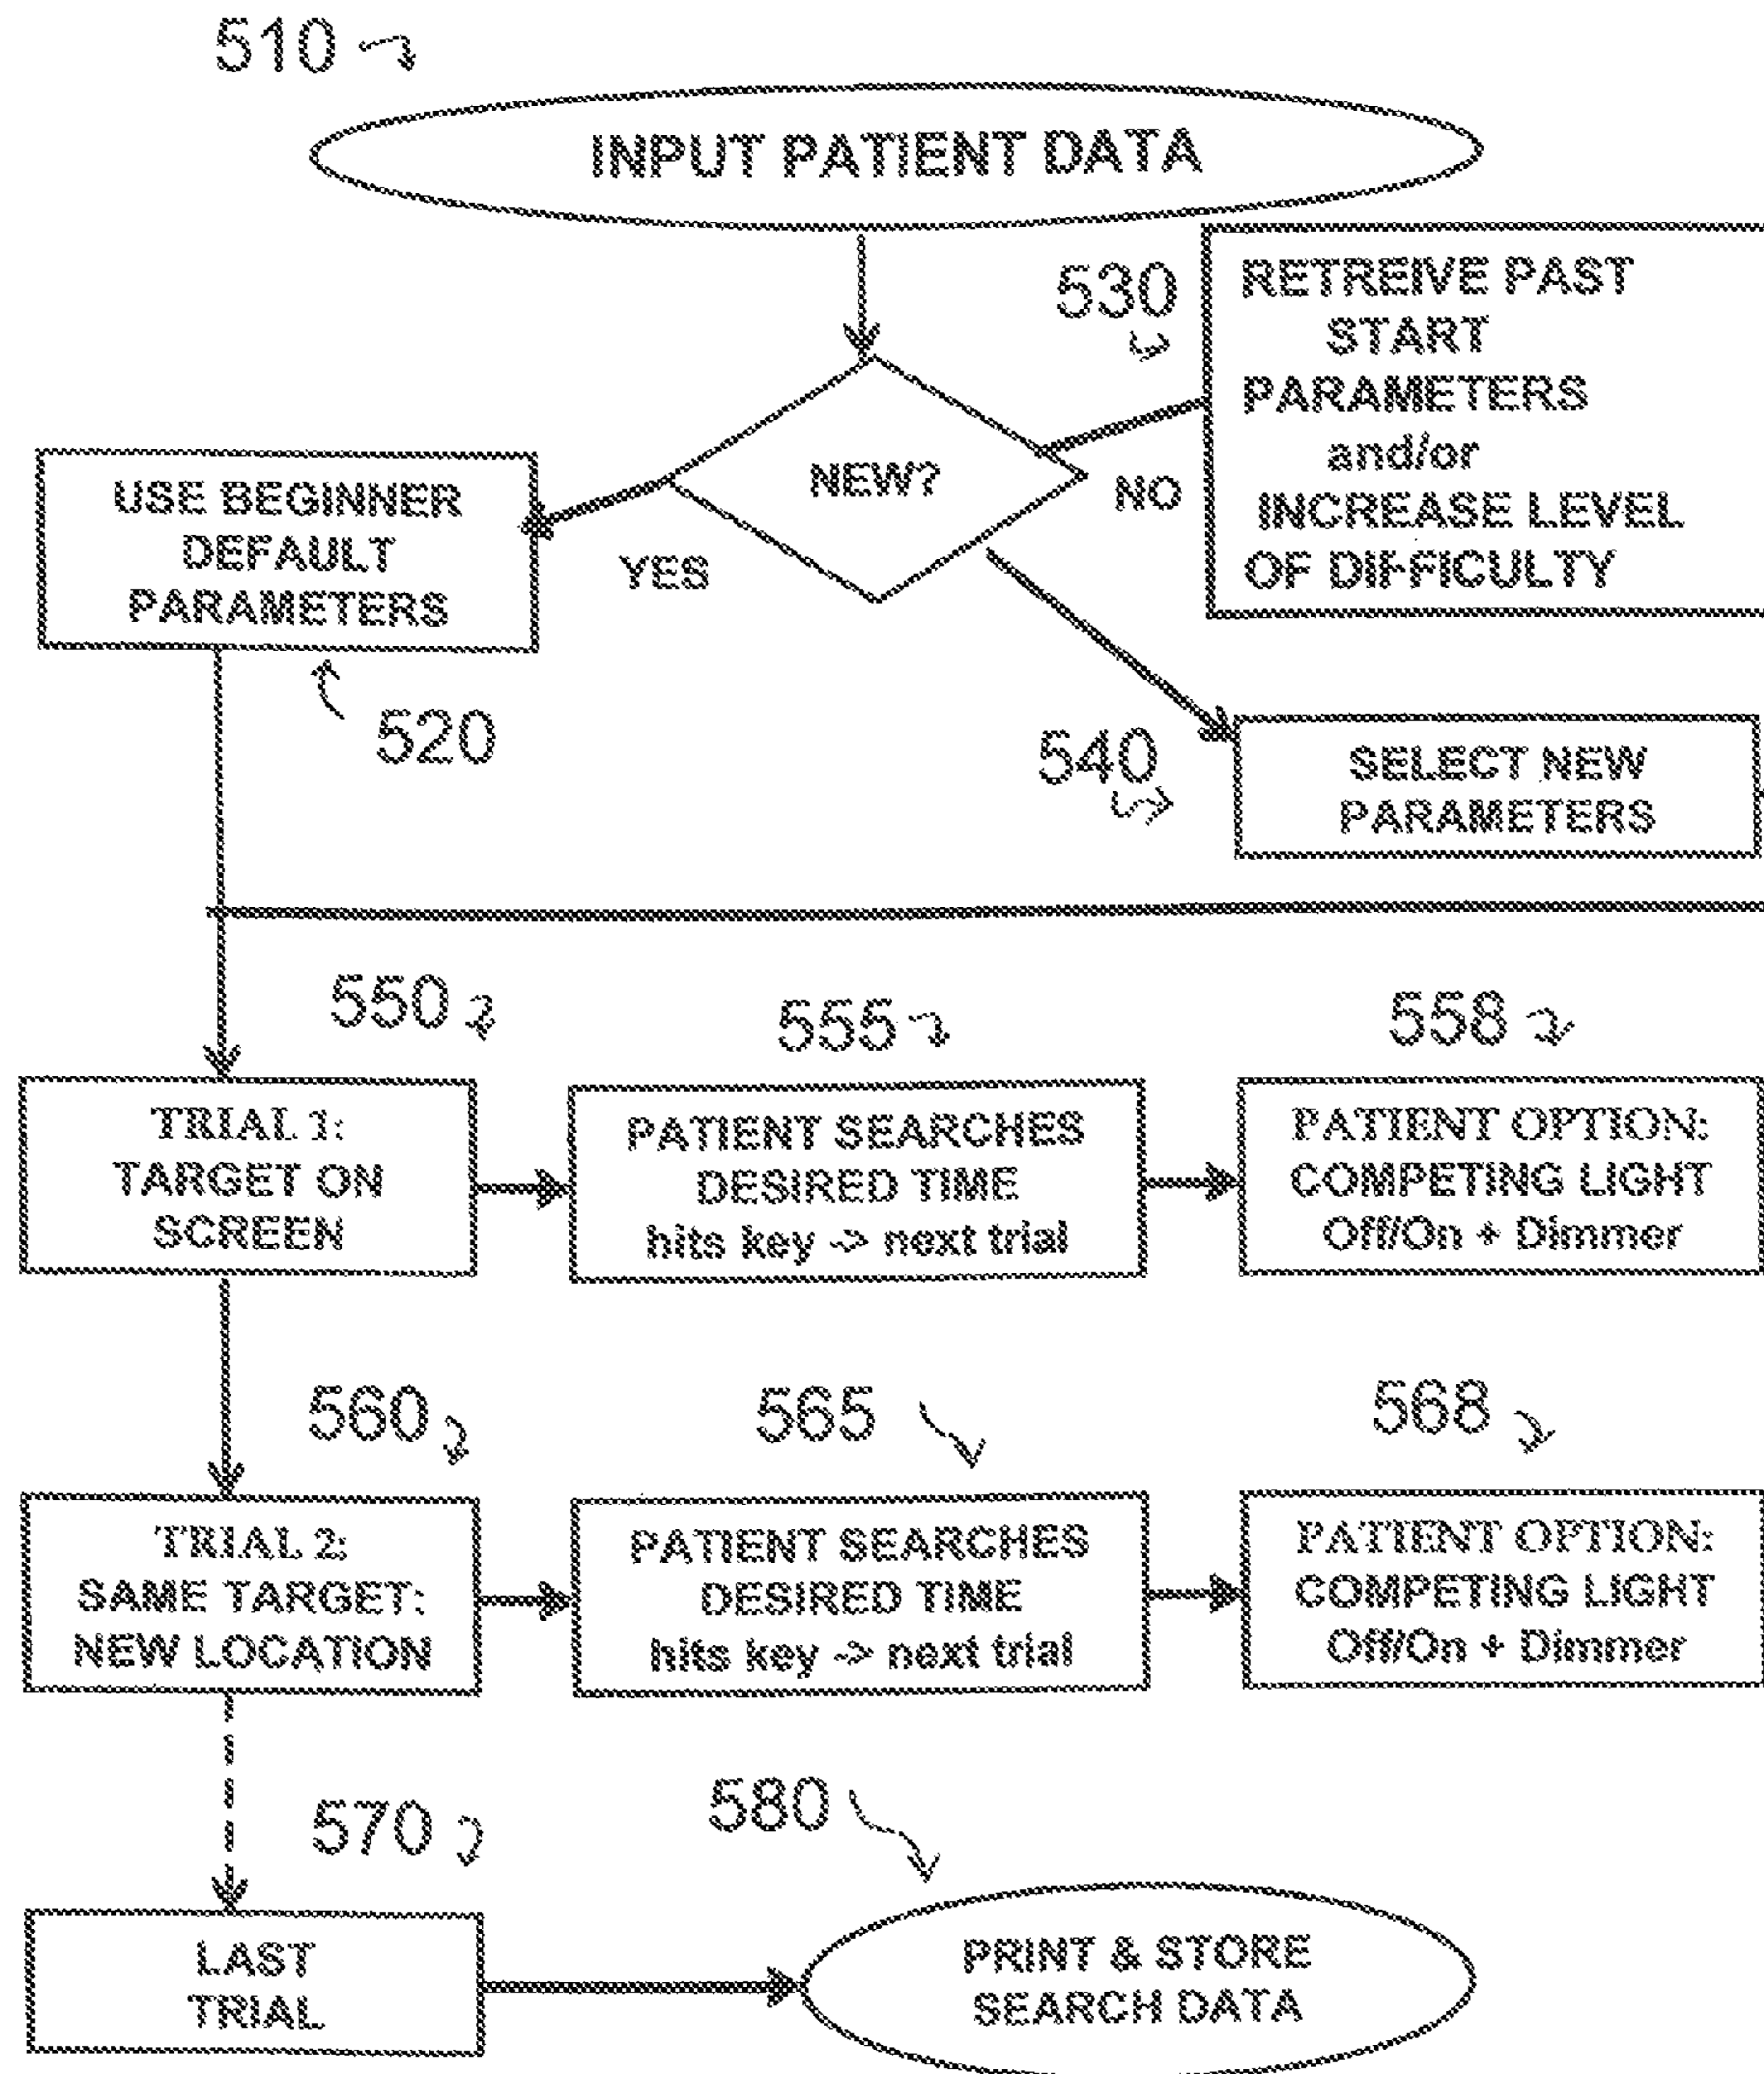 510
INPUT PATIENT DATA
530
RETREIVE PAST
START
PARAMETERS
and/or
INCREASE LEVEL
OF DIFFICULTY
NEW?
NO
YES
USE BEGINNER
DEFAULT
PARAMETERS
520
540
SELECT NEW
PARAMETERS
550
555
558
TRIAL 1:
TARGET ON
SCREEN
PATIENT SEARCHES
DESIRED TIME
hits key -> next trial
PATIENT OPTION:
COMPETING LIGHT
Off/On + Dimmer
560
565
568
TRIAL 2:
SAME TARGET:
NEW LOCATION
PATIENT SEARCHES
DESIRED TIME
hits key -> next trial
PATIENT OPTION:
COMPETING LIGHT
Off/On + Dimmer
570
580
LAST
TRIAL
PRINT & STORE
SEARCH DATA